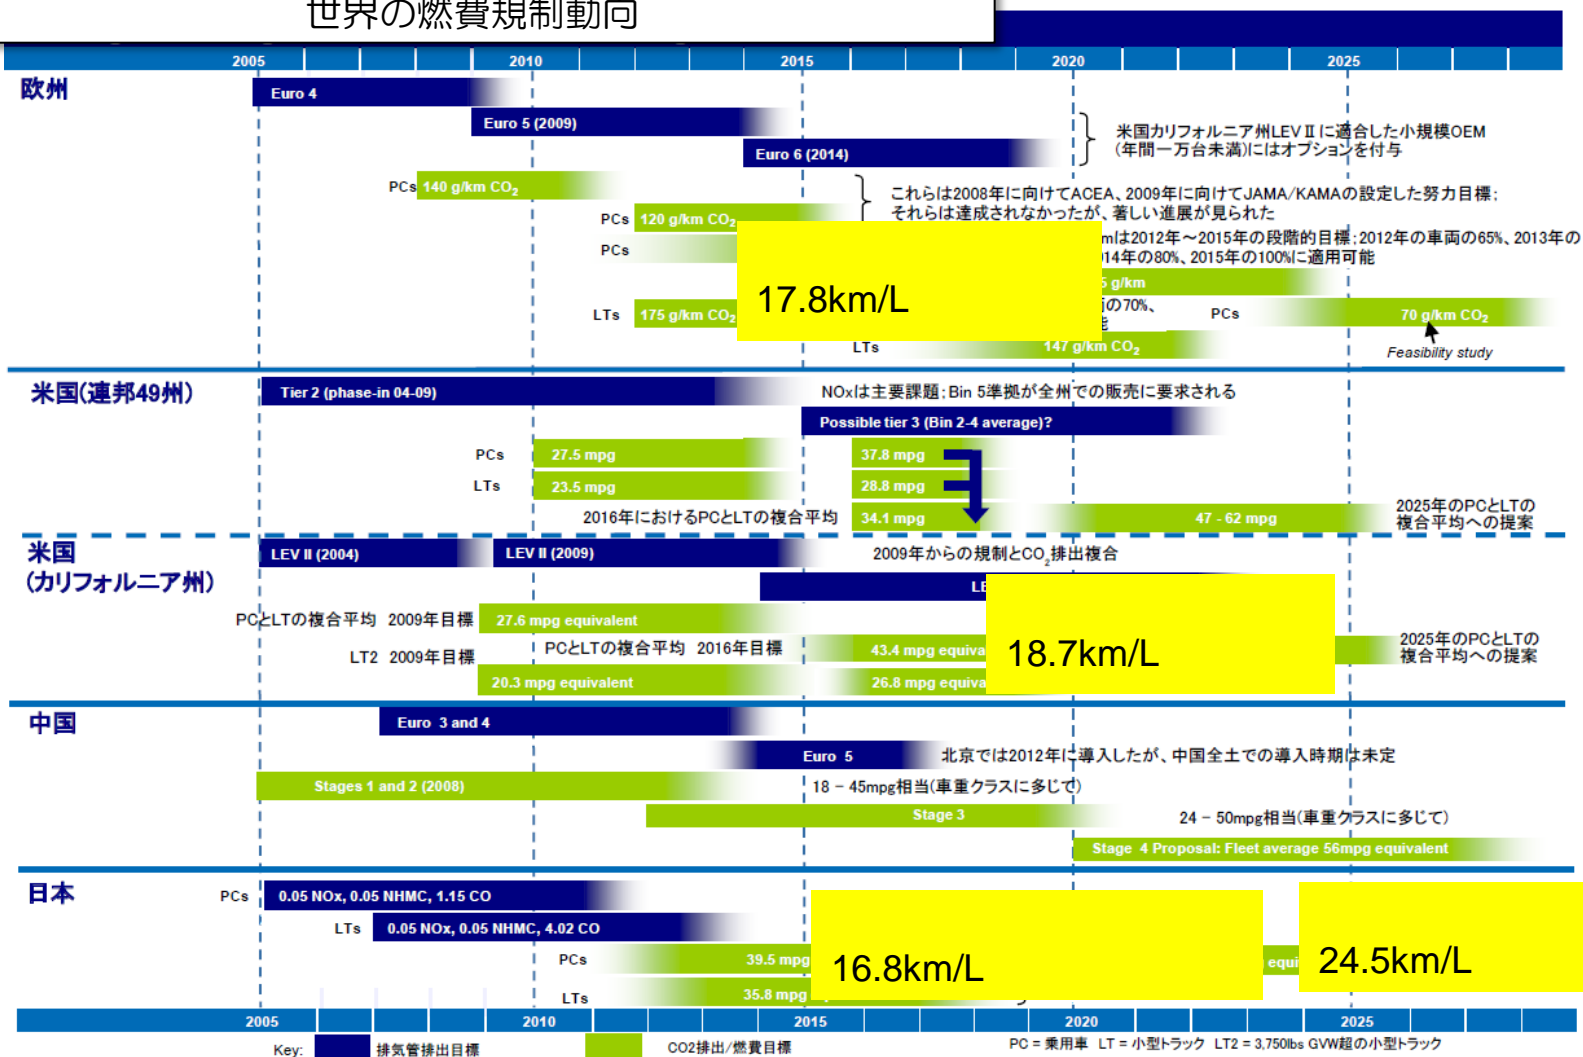 世界の燃費規制動向
2005 2010 2015 2020 2025
欧州
Euro 4
Euro 5 (2009)
Euro 6 (2014)
米国カリフォルニア州LEVⅡに適合した小規模OEM
(年間一万台未満)にはオプションを付与
PCs 140 g/km CO2
これらは2008年に向けてACEA、2009年に向けてJAMA/KAMAの設定した努力目標;
それらは達成されなかったが、著しい進展が見られた
PCs 120 g/km CO2
mは2012年～2015年の段階的目標;2012年の車両の65%、2013年の
PCs
14年の80%、2015年の100%に適用可能
5 g/km
17.8km/L
の70%、
LTs 175 g/km CO2
PCs 70 g/km CO2
LTs 147 g/km CO2
Feasibility study
米国(連邦49州)
Tier 2 (phase-in 04-09)
NOxは主要課題;Bin 5準拠が全州での販売に要求される
Possible tier 3 (Bin 2-4 average)?
PCs 27.5 mpg 37.8 mpg
LTs 23.5 mpg 28.8 mpg
2016年におけるPCとLTの複合平均 34.1 mpg 47 - 62 mpg
2025年のPCとLTの
複合平均への提案
米国
(カリフォルニア州)
LEV II (2004) LEV II (2009)
2009年からの規制とCO2排出複合
LE
PCとLTの複合平均 2009年目標 27.6 mpg equivalent
PCとLTの複合平均 2016年目標 43.4 mpg equiva
18.7km/L
2025年のPCとLTの
複合平均への提案
LT2 2009年目標 20.3 mpg equivalent 26.8 mpg equiva
中国
Euro 3 and 4
Euro 5
北京では2012年に導入したが、中国全土での導入時期は未定
Stages 1 and 2 (2008)
18 - 45mpg相当(車重クラスに多じて)
Stage 3
24 - 50mpg相当(車重クラスに多じて)
Stage 4 Proposal: Fleet average 56mpg equivalent
日本
PCs 0.05 NOx, 0.05 NHMC, 1.15 CO
LTs 0.05 NOx, 0.05 NHMC, 4.02 CO
PCs 39.5 mpg
16.8km/L
equi
24.5km/L
LTs 35.8 mpg
2005 2010 2015 2020 2025
Key: 排気管排出目標 CO2排出/燃費目標
PC = 乗用車 LT = 小型トラック LT2 = 3,750lbs GVW超の小型トラック